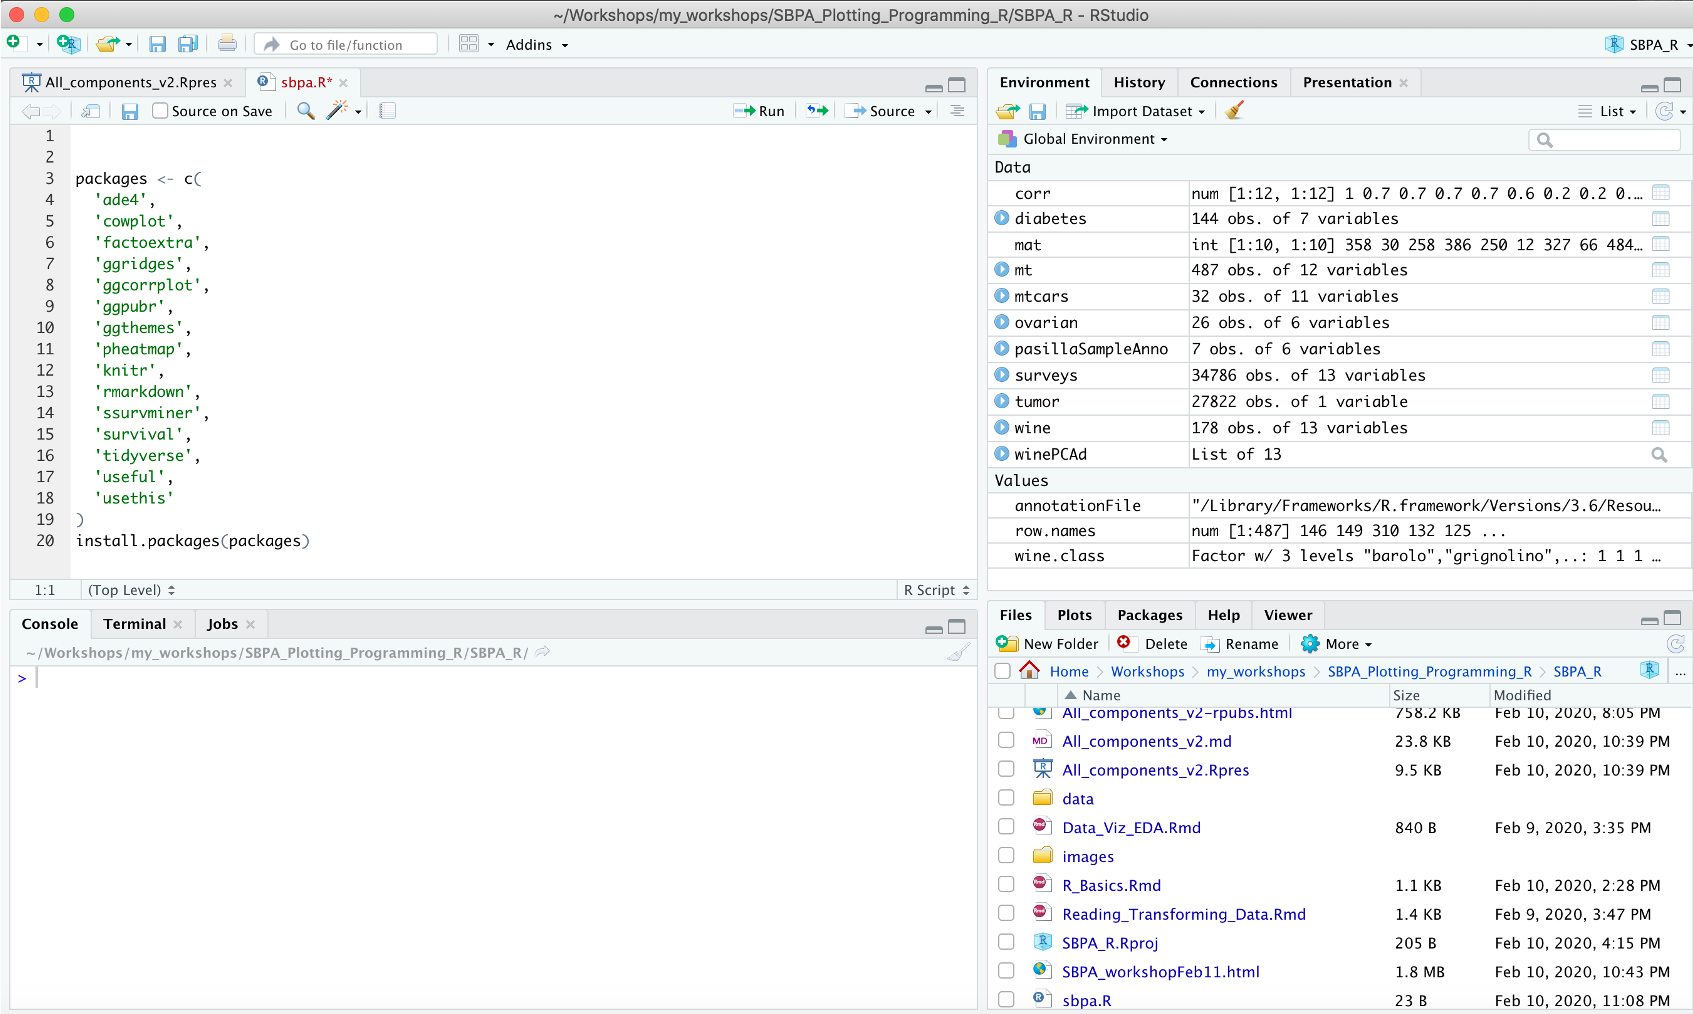 ~/Workshops/my_workshops/SBPA_Plotting_Programming_R/SBPA_R - RStudio
Go to file/function
Addins
SBPA_R
All_components_v2.Rpres
sbpa.R*
Source on Save
Run
Source
1
2
3 packages <- c(
4 'ade4',
5 'cowplot',
6 'factoextra',
7 'ggridges',
8 'ggcorrplot',
9 'ggpubr',
10 'ggthemes',
11 'pheatmap',
12 'knitr',
13 'rmarkdown',
14 'ssurvminer',
15 'survival',
16 'tidyverse',
17 'useful',
18 'usethis'
19 )
20 install.packages(packages)
1:1 (Top Level) R Script
Console Terminal Jobs
~/Workshops/my_workshops/SBPA_Plotting_Programming_R/SBPA_R/
>
Environment History Connections Presentation
Import Dataset List
Global Environment
Data
corr num [1:12, 1:12] 1 0.7 0.7 0.7 0.7 0.6 0.2 0.2 0.…
diabetes 144 obs. of 7 variables
mat int [1:10, 1:10] 358 30 258 386 250 12 327 66 484…
mt 487 obs. of 12 variables
mtcars 32 obs. of 11 variables
ovarian 26 obs. of 6 variables
pasillaSampleAnno 7 obs. of 6 variables
surveys 34786 obs. of 13 variables
tumor 27822 obs. of 1 variable
wine 178 obs. of 13 variables
winePCAd List of 13
Values
annotationFile "/Library/Frameworks/R.framework/Versions/3.6/Resou…
row.names num [1:487] 146 149 310 132 125 ...
wine.class Factor w/ 3 levels "barolo","grignolino",..: 1 1 1 …
Files Plots Packages Help Viewer
New Folder Delete Rename More
Home Workshops my_workshops SBPA_Plotting_Programming_R SBPA_R ...
Name Size Modified
All_components_v2-rpubs.html 758.2 KB Feb 10, 2020, 8:05 PM
MD All_components_v2.md 23.8 KB Feb 10, 2020, 10:39 PM
All_components_v2.Rpres 9.5 KB Feb 10, 2020, 10:39 PM
data
Data_Viz_EDA.Rmd 840 B Feb 9, 2020, 3:35 PM
images
R_Basics.Rmd 1.1 KB Feb 10, 2020, 2:28 PM
Reading_Transforming_Data.Rmd 1.4 KB Feb 9, 2020, 3:47 PM
SBPA_R.Rproj 205 B Feb 10, 2020, 4:15 PM
SBPA_workshopFeb11.html 1.8 MB Feb 10, 2020, 10:43 PM
sbpa.R 23 B Feb 10, 2020, 11:08 PM